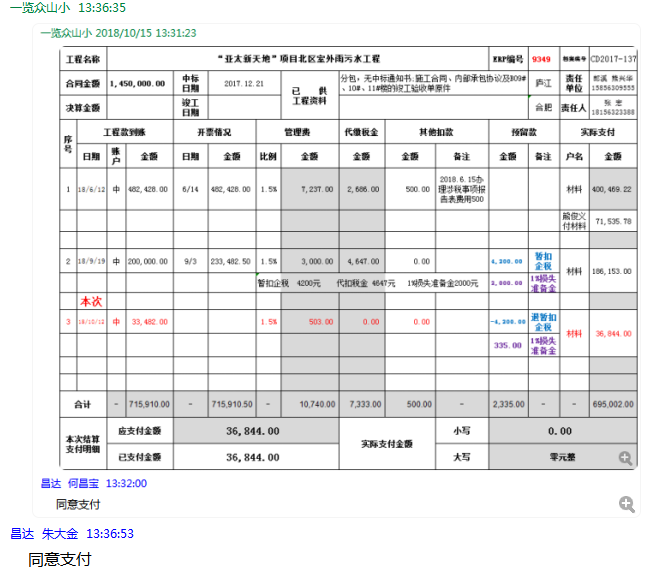 一览众山小 13:36:35
一览众山小 2018/10/15 13:31:23
工程名称 “亚太新天地”项目北区室外雨污水工程 ERP编号 9349 CD2017-137
合同金额 1,450,000.00 中标日期 2017.12.21 已 供 工程资料 分包,无中标通知书;施工合同、内部承包协议及809#、10#、11#楼的竣工验收单原件 庐江 责任单位 15856309555
决算金额 竣工日期 合肥 责任人 张 忠 18156323388
序号 工程款到账 开票情况 管理费 代缴税金 其他扣款 预留款 实际支付
日期 账户 金额 日期 金额 比例 金额 金额 金额 备注 金额 备注 户名 金额
1 18/6/12 中 482,428.00 6/14 482,428.00 1.5% 7,237.00 2,686.00 500.00 2018.6.15办理涉税事项报告表费用500 材料 400,469.22
熊俊义付材料 71,535.78
2 18/9/19 中 200,000.00 9/3 233,482.50 1.5% 3,000.00 4,647.00 0.00 4,200.00 暂扣企税 材料 186,153.00
暂扣企税 4200元 代扣税金 4647元 1%损失准备金2000元 2,000.00 1%损失准备金
本次
3 18/10/12 中 33,482.00 1.5% 503.00 0.00 0.00 -4,200.00 退暂扣企税 材料 36,844.00
335.00 1%损失准备金
合计 - 715,910.00 - 715,910.50 - 10,740.00 7,333.00 500.00 - 2,335.00 - - 695,002.00
本次结算支付明细 应支付金额 36,844.00 实际支付金额 小写 0.00
已支付金额 36,844.00 大写 零元整
昌达 何昌宝 13:32:00
同意支付
昌达 朱大金 13:36:53
同意支付